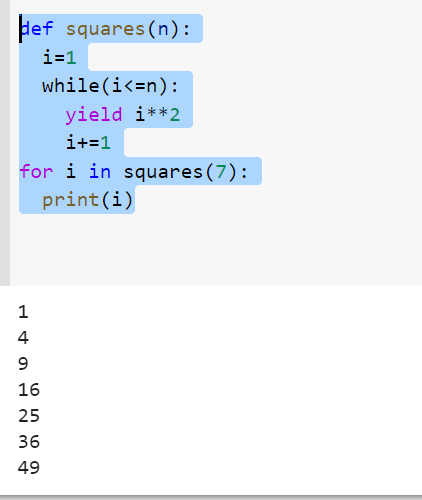 def squares(n):
  i=1
  while(i<=n):
    yield i**2
    i+=1
for i in squares(7):
  print(i)
1
4
9
16
25
36
49